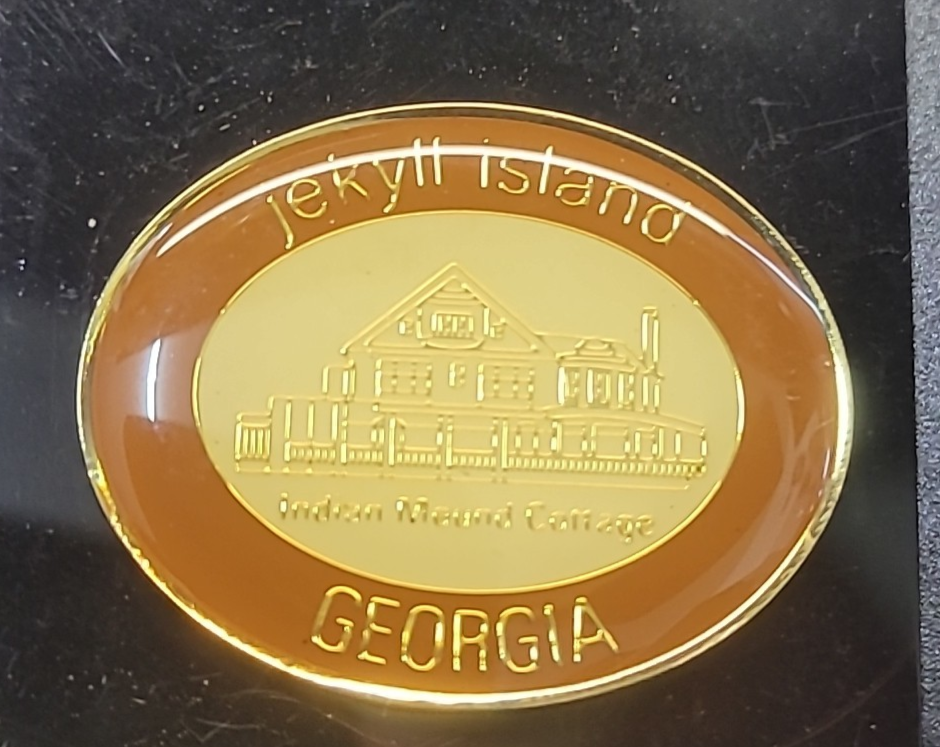 jekyll island
Indian Mound Cottage
GEORGIA